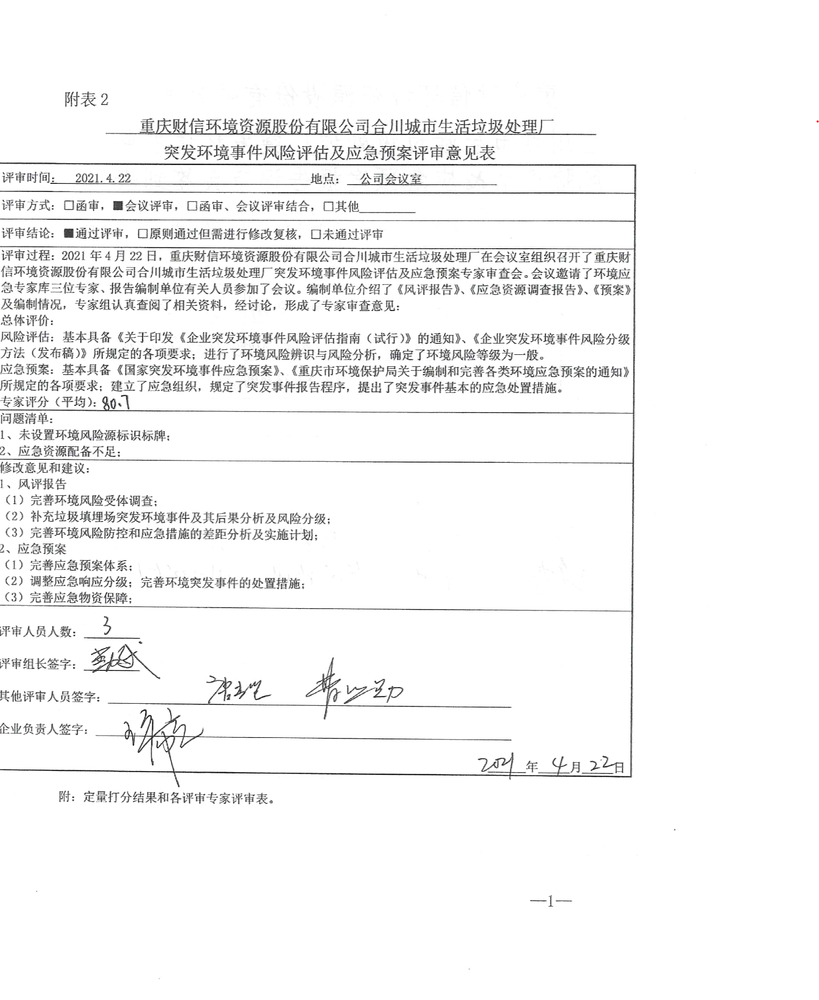 附表 2
重庆财信环境资源股份有限公司合川城市生活垃圾处理厂
突发环境事件风险评估及应急预案评审意见表
评审时间: 2021.4.22 地点: 公司会议室
评审方式: □函审, ■会议评审, □函审、会议评审结合, □其他
评审结论: ■通过评审, □原则通过但需进行修改复核, □未通过评审
评审过程: 2021 年 4 月 22 日, 重庆财信环境资源股份有限公司合川城市生活垃圾处理厂在会议室组织召开了重庆财
信环境资源股份有限公司合川城市生活垃圾处理厂突发环境事件风险评估及应急预案专家审查会。会议邀请了环境应
急专家库三位专家、报告编制单位有关人员参加了会议。编制单位介绍了《风评报告》、《应急资源调查报告》、《预案》
及编制情况, 专家组认真查阅了相关资料, 经讨论, 形成了专家审查意见:
总体评价:
风险评估: 基本具备《关于印发《企业突发环境事件风险评估指南（试行）》的通知》、《企业突发环境事件风险分级
方法（发布稿）》所规定的各项要求; 进行了环境风险辨识与风险分析, 确定了环境风险等级为一般。
应急预案: 基本具备《国家突发环境事件应急预案》、《重庆市环境保护局关于编制和完善各类环境应急预案的通知》
所规定的各项要求; 建立了应急组织, 规定了突发事件报告程序, 提出了突发事件基本的应急处置措施。
专家评分（平均）: 80.7
问题清单:
1、未设置环境风险源标识标牌;
2、应急资源配备不足;
修改意见和建议:
1、风评报告
（1）完善环境风险受体调查;
（2）补充垃圾填埋场突发环境事件及其后果分析及风险分级;
（3）完善环境风险防控和应急措施的差距分析及实施计划;
2、应急预案
（1）完善应急预案体系;
（2）调整应急响应分级; 完善环境突发事件的处置措施;
（3）完善应急物资保障;
评审人员人数: 3
评审组长签字:
其他评审人员签字:
企业负责人签字:
2021 年 4 月 22 日
附: 定量打分结果和各评审专家评审表。
—1—